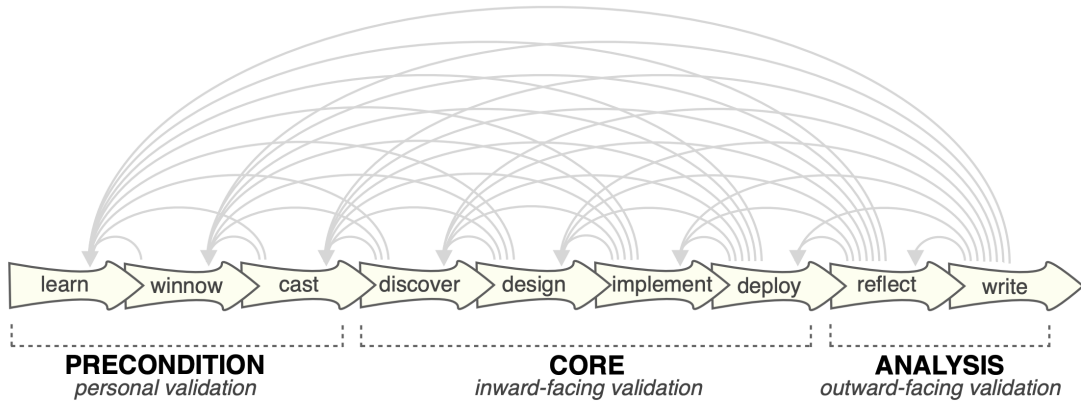 learn winnow cast discover design implement deploy reflect write
PRECONDITION CORE ANALYSIS
personal validation inward-facing validation outward-facing validation